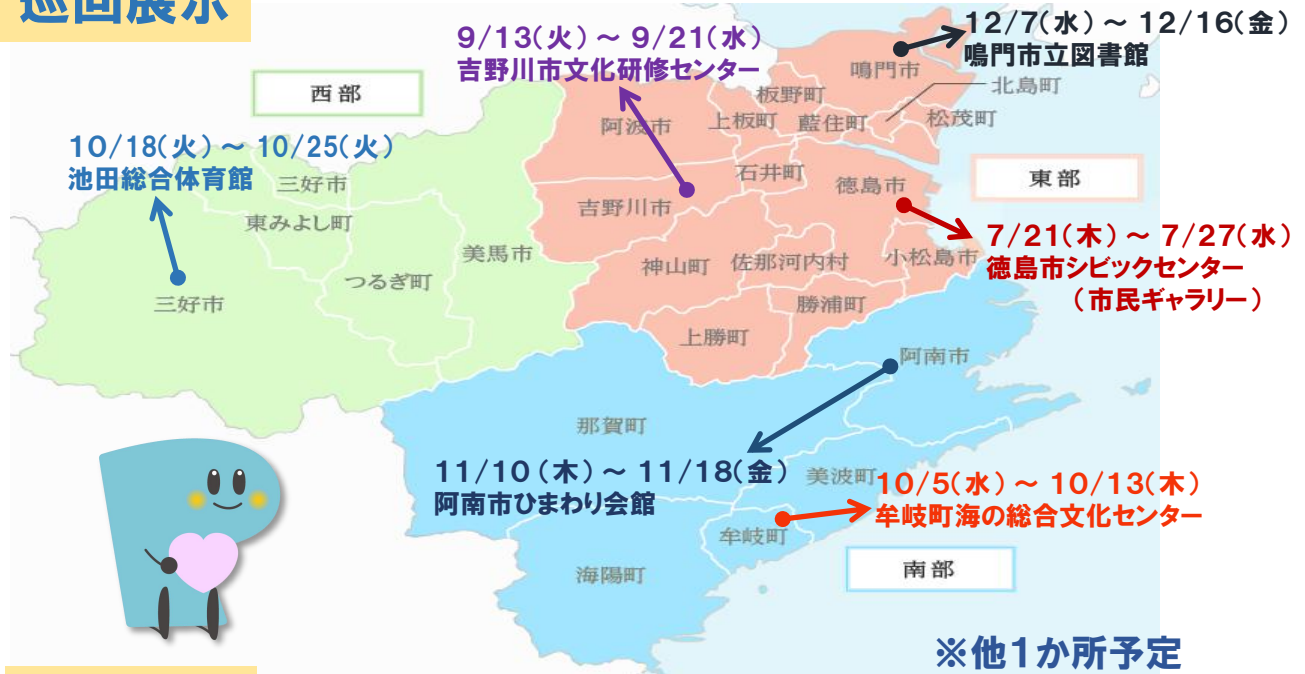 巡回展示
9/13(火) ～ 9/21(水)
吉野川市文化研修センター
12/7(水) ～ 12/16(金)
鳴門市立図書館
西部
10/18(火) ～ 10/25(火)
池田総合体育館
鳴門市
板野町
北島町
阿波市
上板町
藍住町
松茂町
三好市
石井町
徳島市
東部
東みよし町
吉野川市
美馬市
7/21(木) ～ 7/27(水)
徳島市シビックセンター
（市民ギャラリー）
神山町
佐那河内村
小松島市
つるぎ町
三好市
勝浦町
上勝町
阿南市
那賀町
11/10(木) ～ 11/18(金)
阿南市ひまわり会館
美波町
10/5(水) ～ 10/13(木)
牟岐町海の総合文化センター
牟岐町
海陽町
南部
※他1か所予定